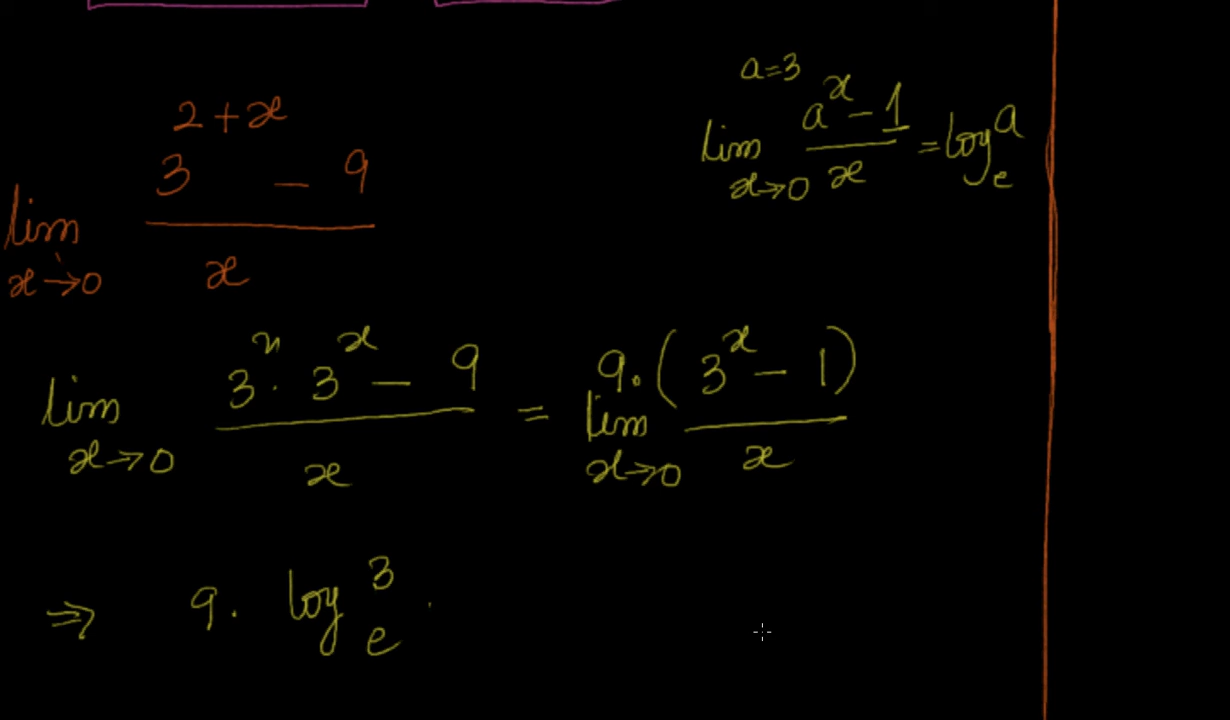 lim x→0 (3^(2+x) − 9) / x
a=3
lim x→0 (a^x − 1) / x = log_e a
lim x→0 (3^2 · 3^x − 9) / x = lim x→0 9.(3^x − 1) / x
⇒ 9. log_e 3.